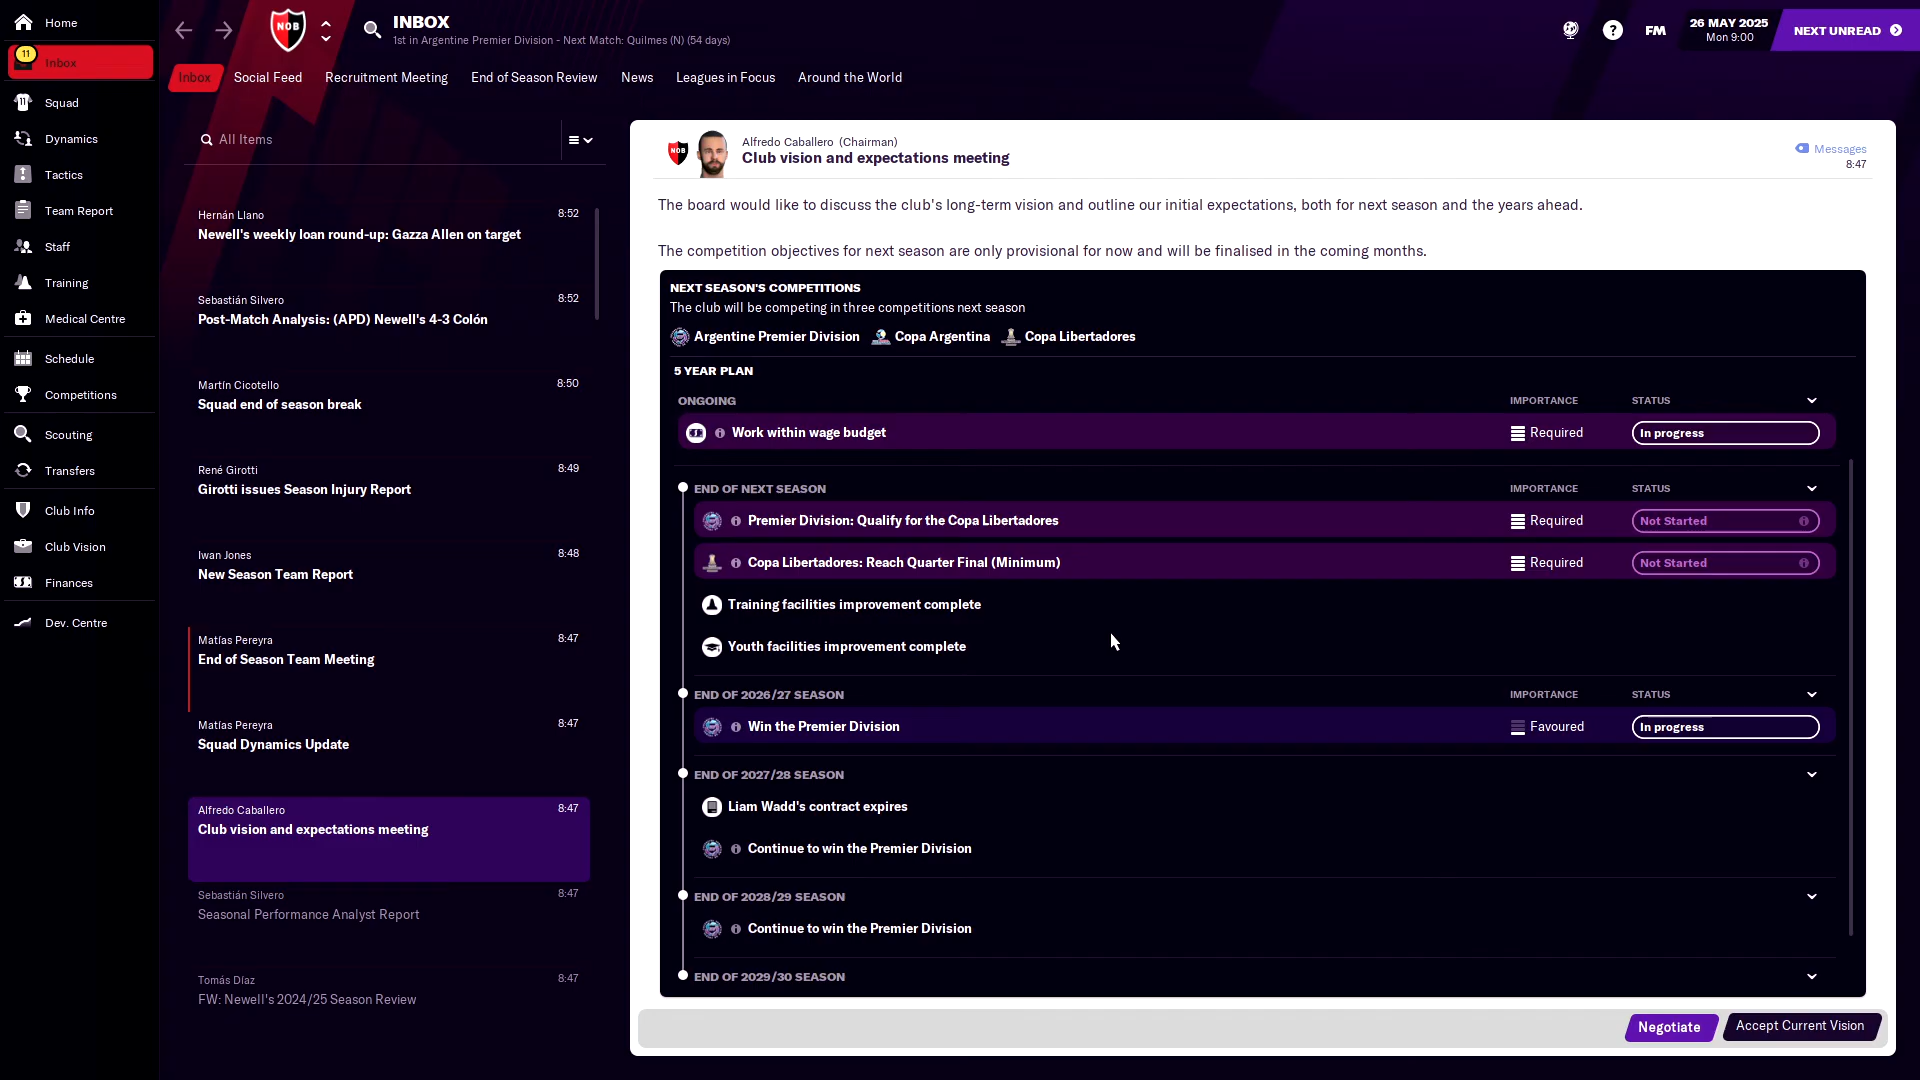 Home
11
Inbox
Squad
Dynamics
Tactics
Team Report
Staff
Training
Medical Centre
Schedule
Competitions
Scouting
Transfers
Club Info
Club Vision
Finances
Dev. Centre
NOB
INBOX
1st in Argentine Premier Division - Next Match: Quilmes (N) (54 days)
FM
26 MAY 2025
Mon 9:00
NEXT UNREAD
Inbox
Social Feed
Recruitment Meeting
End of Season Review
News
Leagues in Focus
Around the World
All Items
Hernán Llano 8:52
Newell's weekly loan round-up: Gazza Allen on target
Sebastián Silvero 8:52
Post-Match Analysis: (APD) Newell's 4-3 Colón
Martín Cicotello 8:50
Squad end of season break
René Girotti 8:49
Girotti issues Season Injury Report
Iwan Jones 8:48
New Season Team Report
Matías Pereyra 8:47
End of Season Team Meeting
Matías Pereyra 8:47
Squad Dynamics Update
Alfredo Caballero 8:47
Club vision and expectations meeting
Sebastián Silvero 8:47
Seasonal Performance Analyst Report
Tomás Díaz 8:47
FW: Newell's 2024/25 Season Review
NOB
Alfredo Caballero (Chairman)
Club vision and expectations meeting
Messages
8:47
The board would like to discuss the club's long-term vision and outline our initial expectations, both for next season and the years ahead.
The competition objectives for next season are only provisional for now and will be finalised in the coming months.
NEXT SEASON'S COMPETITIONS
The club will be competing in three competitions next season
Argentine Premier Division Copa Argentina Copa Libertadores
5 YEAR PLAN
ONGOING IMPORTANCE STATUS
Work within wage budget Required In progress
END OF NEXT SEASON IMPORTANCE STATUS
Premier Division: Qualify for the Copa Libertadores Required Not Started
Copa Libertadores: Reach Quarter Final (Minimum) Required Not Started
Training facilities improvement complete
Youth facilities improvement complete
END OF 2026/27 SEASON IMPORTANCE STATUS
Win the Premier Division Favoured In progress
END OF 2027/28 SEASON
Liam Wadd's contract expires
Continue to win the Premier Division
END OF 2028/29 SEASON
Continue to win the Premier Division
END OF 2029/30 SEASON
Negotiate
Accept Current Vision